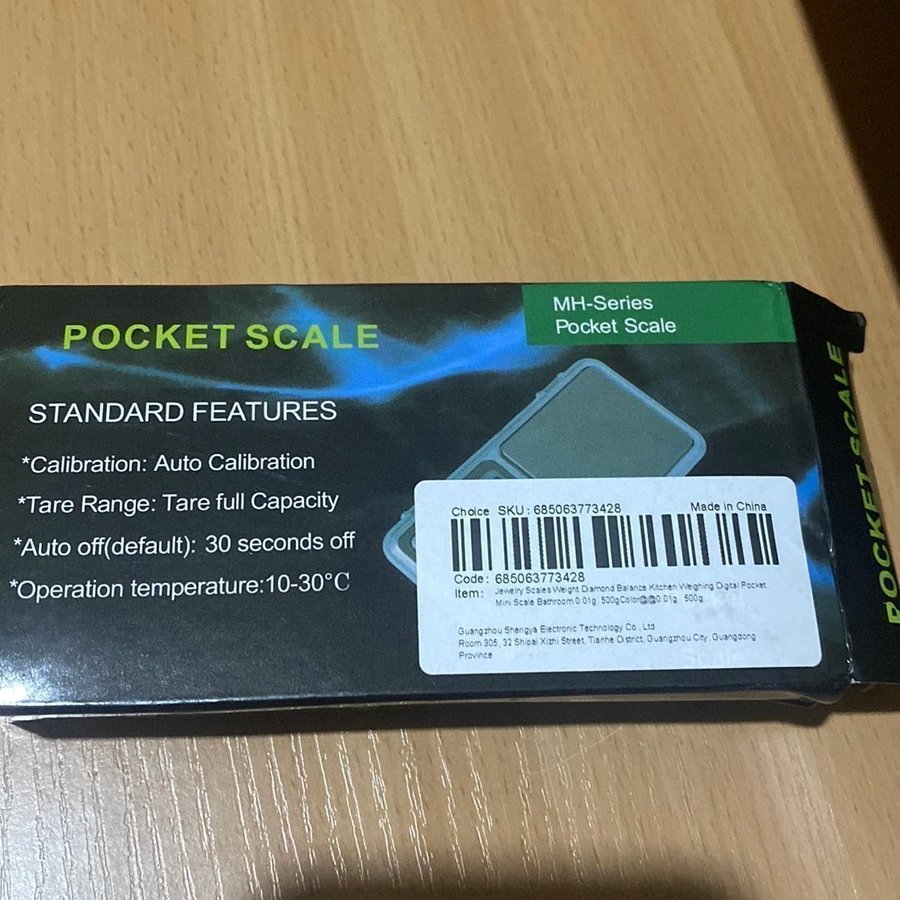 MH-Series
Pocket Scale
POCKET SCALE
STANDARD FEATURES
*Calibration: Auto Calibration
*Tare Range: Tare full Capacity
*Auto off(default): 30 seconds off
*Operation temperature:10-30°C
Choice SKU: 685063773428 Made in China
Code: 685063773428
Item: Jewelry Scales Weight Diamond Balance Kitchen Weighing Digital Pocket
Mini Scale Bathroom 0.01g 500gColor@@0.01g 500g
Guangzhou Shengya Electronic Technology Co., Ltd
Room 305, 32 Shipai Xizhi Street, Tianhe District, Guangzhou City, Guangdong
Province
POCKET SCALE